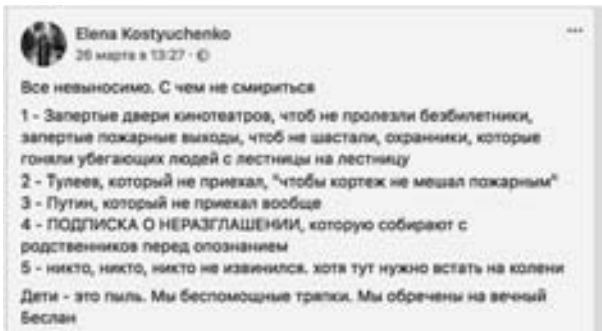 Elena Kostyuchenko
26 марта в 13:27 ·
Все невыносимо. С чем не смириться
1 - Запертые двери кинотеатров, чтоб не пролезли безбилетники,
запертые пожарные выходы, чтоб не шастали, охранники, которые
гоняли убегающих людей с лестницы на лестницу
2 - Тулеев, который не приехал, "чтобы кортеж не мешал пожарным"
3 - Путин, который не приехал вообще
4 - ПОДПИСКА О НЕРАЗГЛАШЕНИИ, которую собирают с
родственников перед опознанием
5 - никто, никто, никто не извинился. хотя тут нужно встать на колени
Дети - это пыль. Мы беспомощные тряпки. Мы обречены на вечный
Беслан